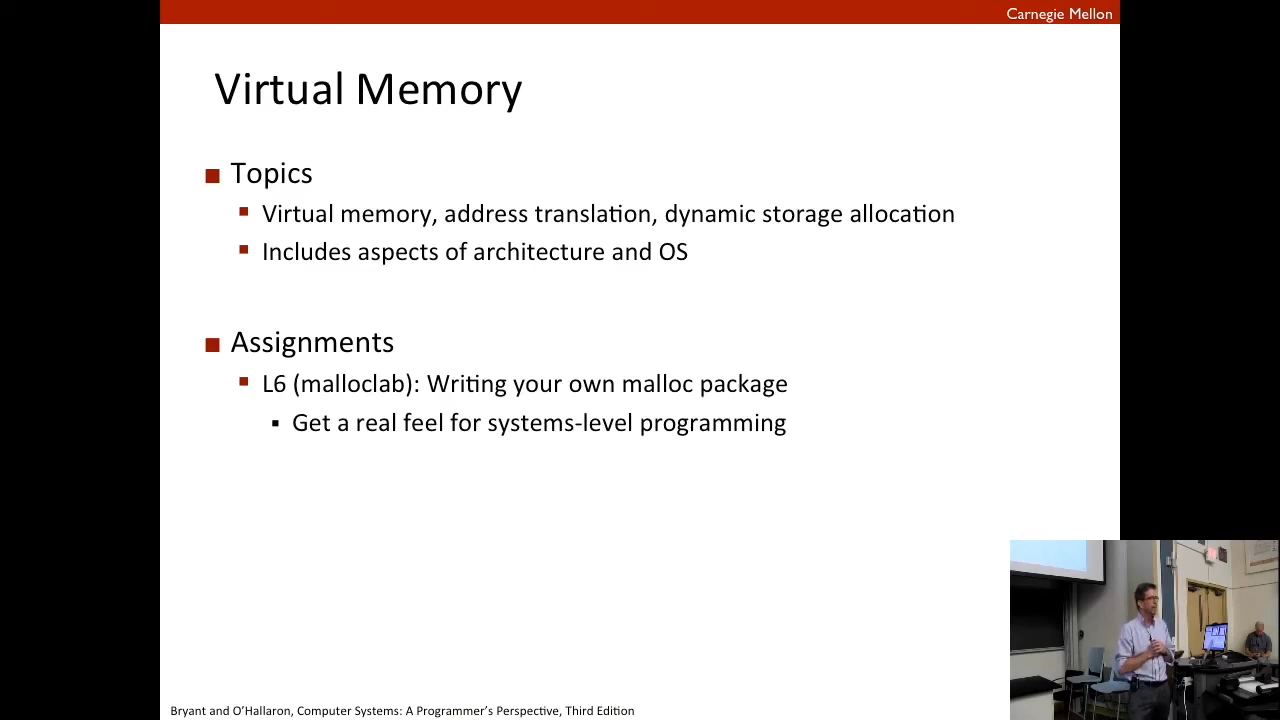 Carnegie Mellon
Virtual Memory
Topics
Virtual memory, address translation, dynamic storage allocation
Includes aspects of architecture and OS
Assignments
L6 (malloclab): Writing your own malloc package
Get a real feel for systems-level programming
Bryant and O'Hallaron, Computer Systems: A Programmer's Perspective, Third Edition